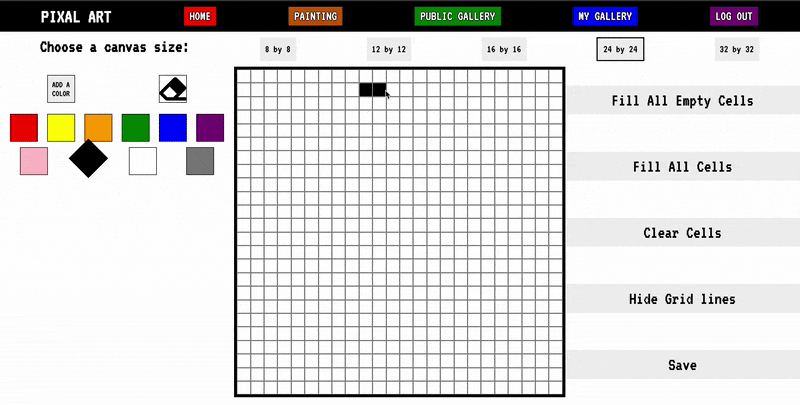 PIXAL ART HOME PAINTING PUBLIC GALLERY MY GALLERY LOG OUT
Choose a canvas size: 8 by 8 12 by 12 16 by 16 24 by 24 32 by 32
ADD A
COLOR
Fill All Empty Cells
Fill All Cells
Clear Cells
Hide Grid lines
Save